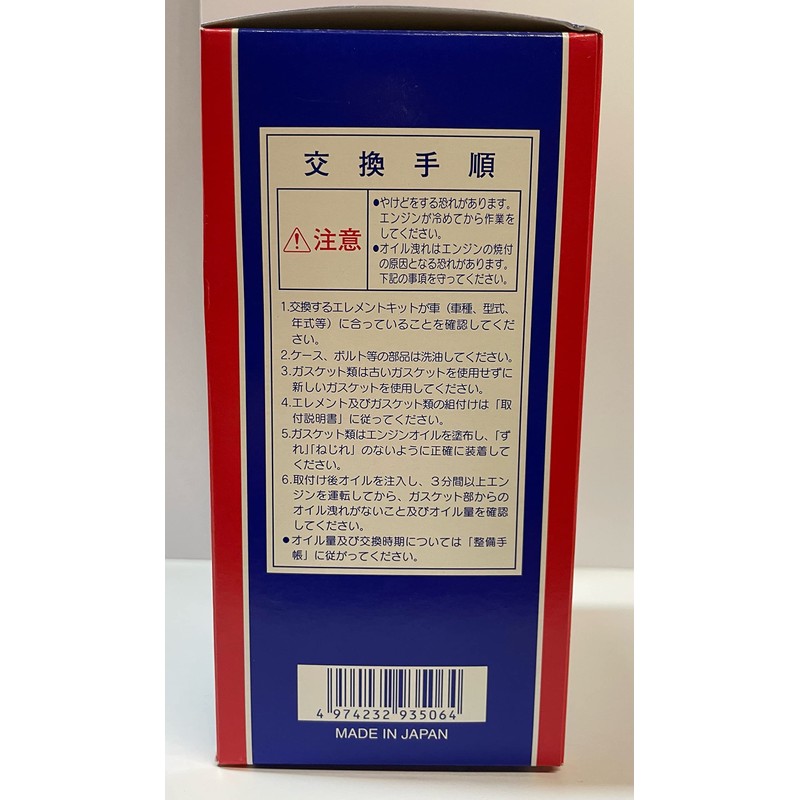 交換手順
注意
●やけどをする恐れがあります。
エンジンが冷めてから作業を
してください。
●オイル洩れはエンジンの焼付
の原因となる恐れがあります。
下記の事項を守ってください。
1.交換するエレメントキットが車（車種、型式、
年式等）に合っていることを確認してくだ
さい。
2.ケース、ボルト等の部品は洗油してください。
3.ガスケット類は古いガスケットを使用せずに
新しいガスケットを使用してください。
4.エレメント及びガスケット類の組付けは「取
付説明書」に従ってください。
5.ガスケット類はエンジンオイルを塗布し、「ず
れ」「ねじれ」のないように正確に装着して
ください。
6.取付け後オイルを注入し、3分間以上エン
ジンを運転してから、ガスケット部からの
オイル洩れがないこと及びオイル量を確認
してください。
●オイル量及び交換時期については「整備手
帳」に従がってください。
4 974232 935064
MADE IN JAPAN